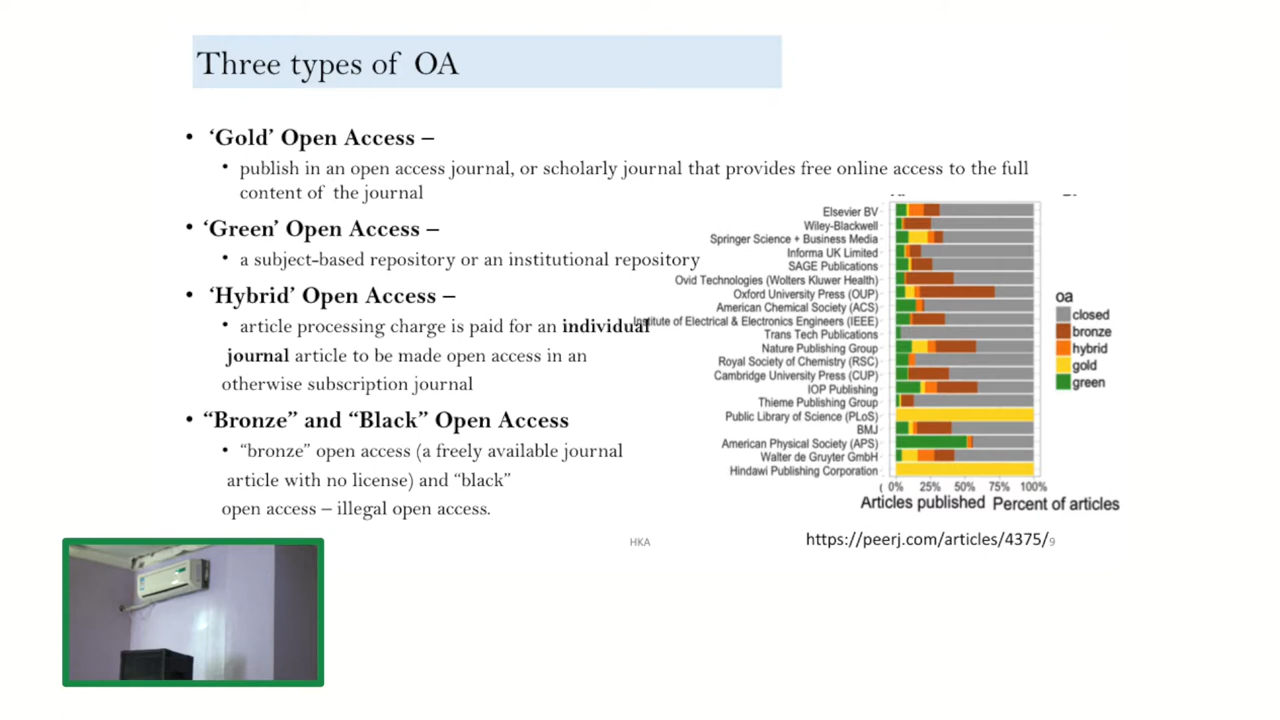 Three types of OA
• ‘Gold’ Open Access –
• publish in an open access journal, or scholarly journal that provides free online access to the full
content of the journal
• ‘Green’ Open Access –
• a subject-based repository or an institutional repository
• ‘Hybrid’ Open Access –
• article processing charge is paid for an individual
journal article to be made open access in an
otherwise subscription journal
• “Bronze” and “Black” Open Access
• “bronze” open access (a freely available journal
article with no license) and “black”
open access – illegal open access.
Elsevier BV
Wiley-Blackwell
Springer Science + Business Media
Informa UK Limited
SAGE Publications
Ovid Technologies (Wolters Kluwer Health)
Oxford University Press (OUP)
American Chemical Society (ACS)
Institute of Electrical & Electronics Engineers (IEEE)
Trans Tech Publications
Nature Publishing Group
Royal Society of Chemistry (RSC)
Cambridge University Press (CUP)
IOP Publishing
Thieme Publishing Group
Public Library of Science (PLoS)
BMJ
American Physical Society (APS)
Walter de Gruyter GmbH
Hindawi Publishing Corporation
0% 25% 50% 75% 100%
Articles published Percent of articles
oa
closed
bronze
hybrid
gold
green
HKA
https://peerj.com/articles/4375/
9